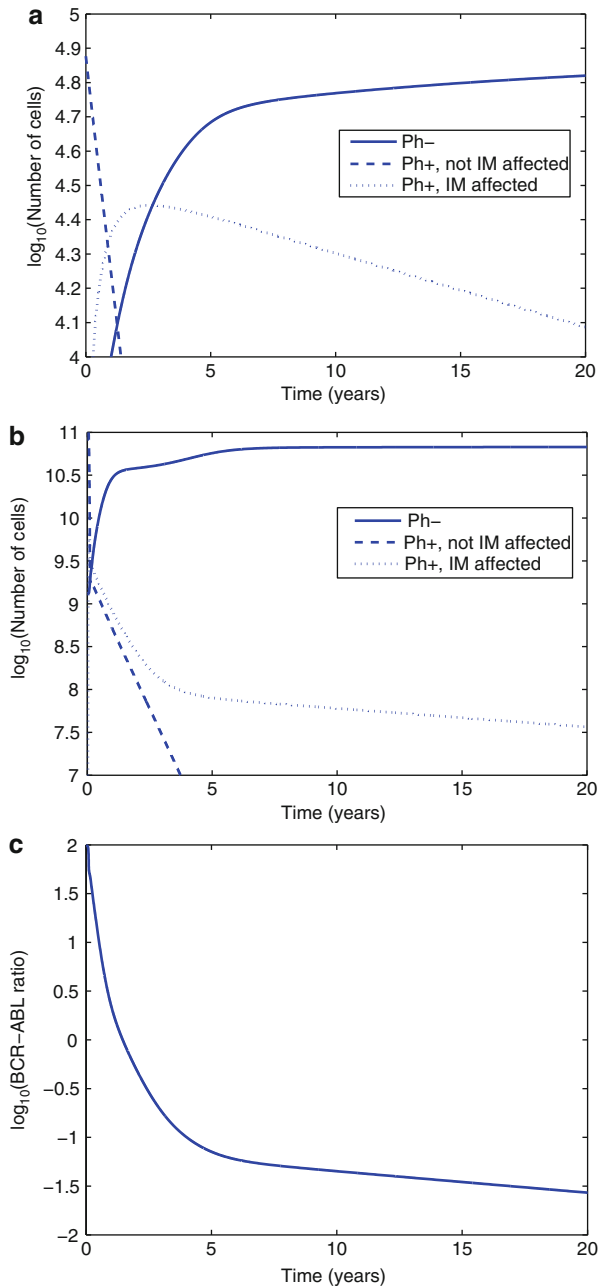 a
5
4.9
4.8
4.7
4.6
4.5
4.4
4.3
4.2
4.1
4
log10(Number of cells)
Ph−
Ph+, not IM affected
Ph+, IM affected
0 5 10 15 20
Time (years)
b
11
10.5
10
9.5
9
8.5
8
7.5
7
log10(Number of cells)
Ph−
Ph+, not IM affected
Ph+, IM affected
0 5 10 15 20
Time (years)
c
2
1.5
1
0.5
0
−0.5
−1
−1.5
−2
log10(BCR−ABL ratio)
0 5 10 15 20
Time (years)